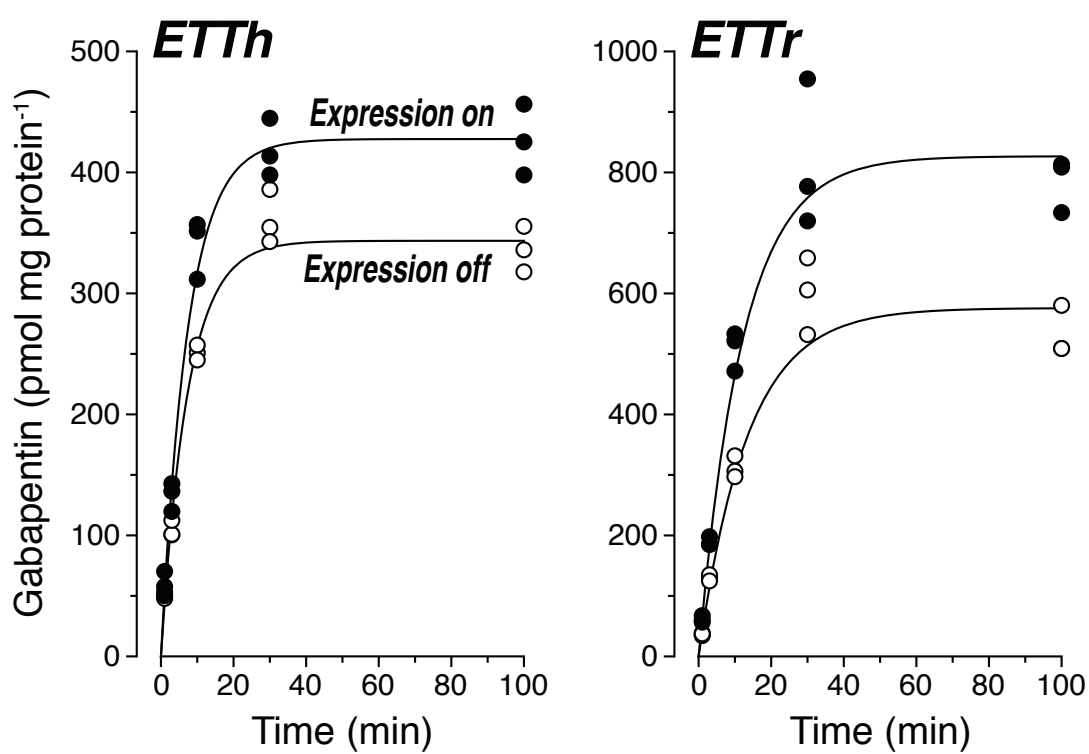 ETTh
ETTr
Gabapentin (pmol mg protein-1)
500
400
300
200
100
0
Expression on
Expression off
0 20 40 60 80 100
Time (min)
1000
800
600
400
200
0
0 20 40 60 80 100
Time (min)